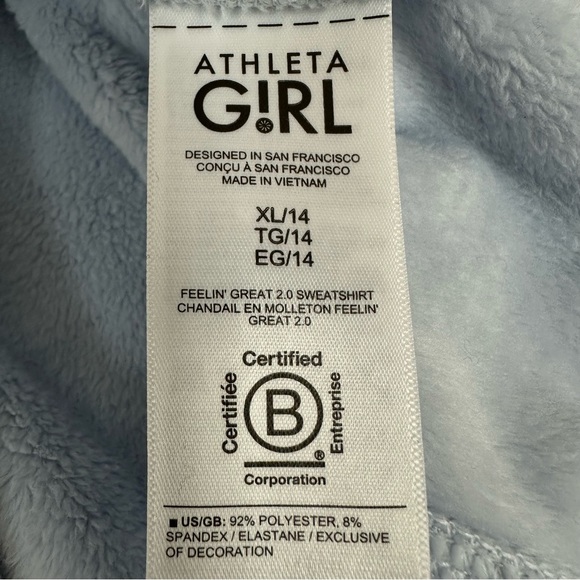 ATHLETA
G!RL
DESIGNED IN SAN FRANCISCO
CONÇU À SAN FRANCISCO
MADE IN VIETNAM
XL/14
TG/14
EG/14
FEELIN' GREAT 2.0 SWEATSHIRT
CHANDAIL EN MOLLETON FEELIN'
GREAT 2.0
Certified
Certifiée
B
®
Entreprise
Corporation
■ US/GB: 92% POLYESTER, 8%
SPANDEX / ELASTANE / EXCLUSIVE
OF DECORATION